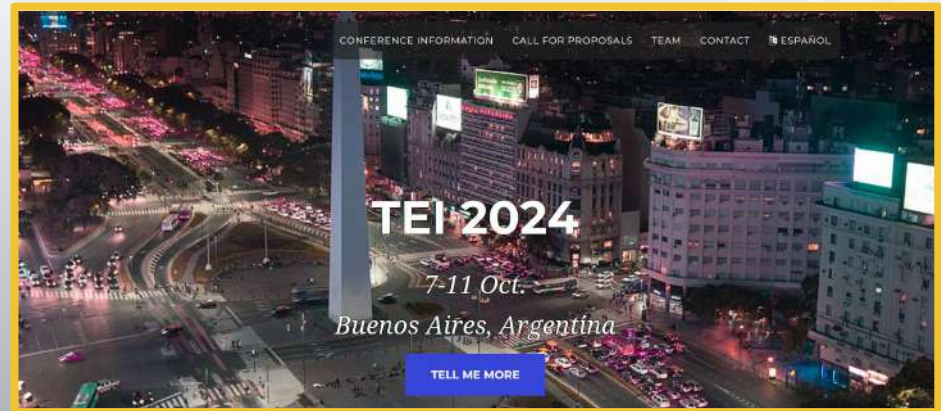 CONFERENCE INFORMATION CALL FOR PROPOSALS TEAM CONTACT ESPAÑOL
TEI 2024
7-11 Oct.
Buenos Aires, Argentina
TELL ME MORE